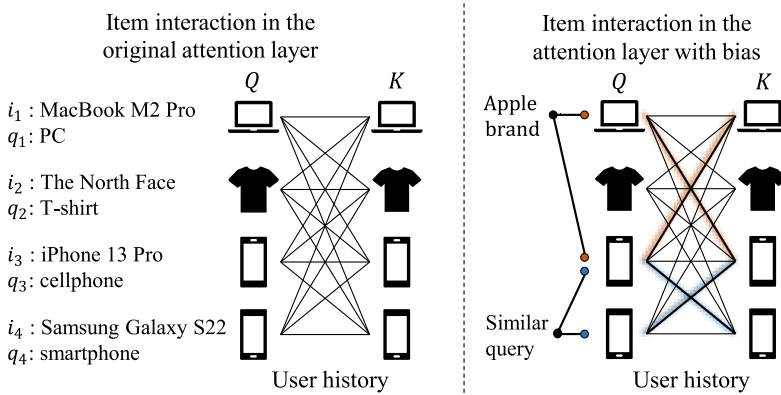 Item interaction in the
original attention layer
Q K
i₁ : MacBook M2 Pro
q₁: PC
i₂ : The North Face
q₂: T-shirt
i₃ : iPhone 13 Pro
q₃: cellphone
i₄ : Samsung Galaxy S22
q₄: smartphone
User history
Item interaction in the
attention layer with bias
Q K
Apple
brand
Similar
query
User history